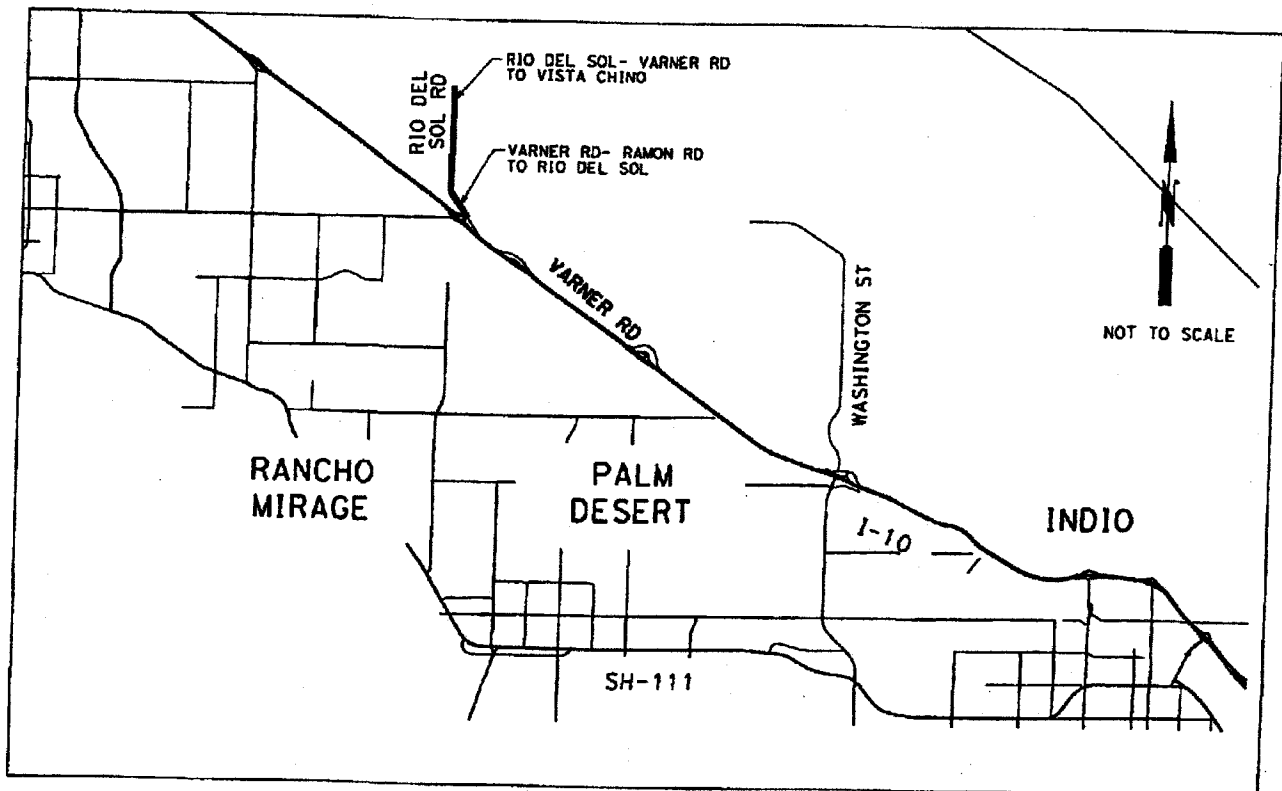 RIO DEL SOL- VARNER RD
TO VISTA CHINO
RIO DEL
SOL RD
VARNER RD- RAMON RD
TO RIO DEL SOL
N
VARNER RD
WASHINGTON ST
NOT TO SCALE
RANCHO
MIRAGE
PALM
DESERT
I-10
INDIO
SH-111